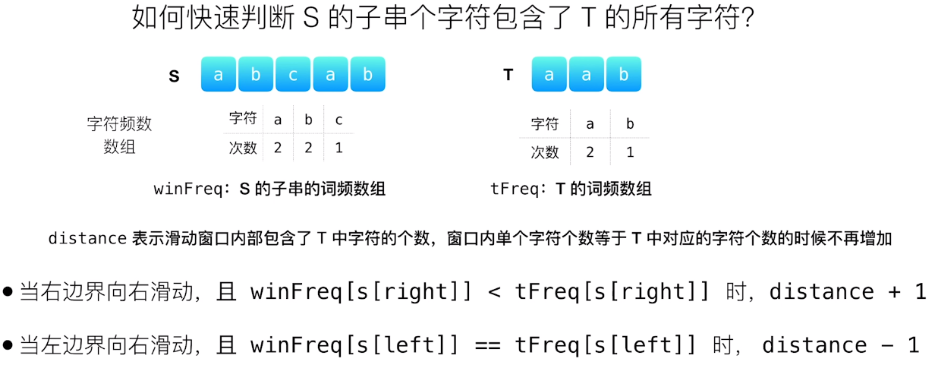 如何快速判断 S 的子串个字符包含了 T 的所有字符？
S a b c a b T a a b
字符频数
数组
字符 a b c
次数 2 2 1
字符 a b
次数 2 1
winFreq: S 的子串的词频数组 tFreq: T 的词频数组
distance 表示滑动窗口内部包含了 T 中字符的个数，窗口内单个字符个数等于 T 中对应的字符个数的时候不再增加
● 当右边界向右滑动，且 winFreq[s[right]] < tFreq[s[right]] 时，distance + 1
● 当左边界向右滑动，且 winFreq[s[left]] == tFreq[s[left]] 时， distance - 1